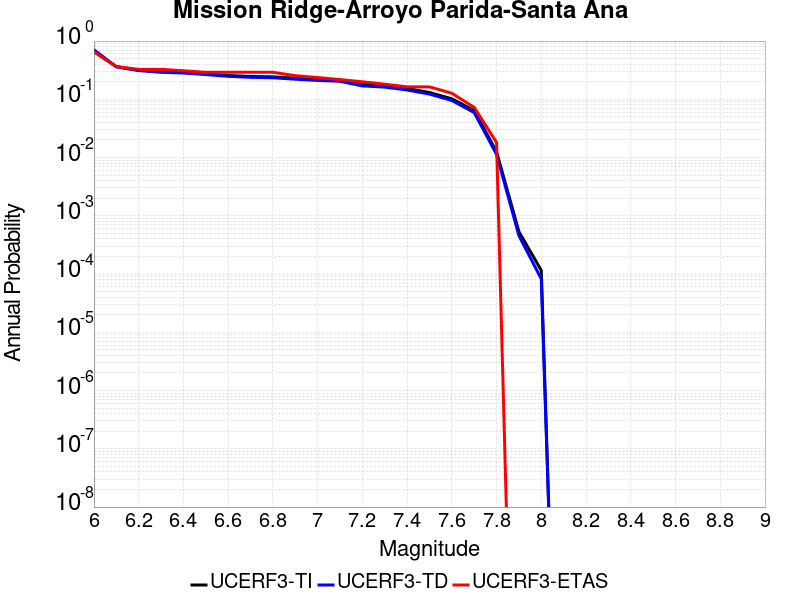 Mission Ridge-Arroyo Parida-Santa Ana
10^0
10^-1
10^-2
10^-3
10^-4
10^-5
10^-6
10^-7
10^-8
Annual Probability
6 6.2 6.4 6.6 6.8 7 7.2 7.4 7.6 7.8 8 8.2 8.4 8.6 8.8 9
Magnitude
UCERF3-TI UCERF3-TD UCERF3-ETAS